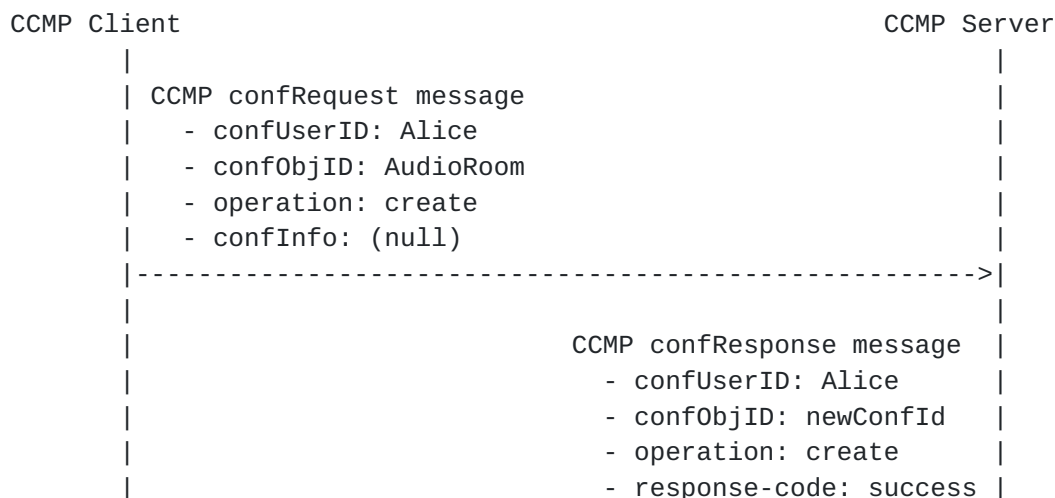 CCMP Client                                             CCMP Server
      |                                                       |
      | CCMP confRequest message                              |
      |   - confUserID: Alice                                 |
      |   - confObjID: AudioRoom                              |
      |   - operation: create                                 |
      |   - confInfo: (null)                                  |
      |------------------------------------------------------>|
      |                                                       |
      |                            CCMP confResponse message  |
      |                              - confUserID: Alice      |
      |                              - confObjID: newConfId   |
      |                              - operation: create      |
      |                              - response-code: success |